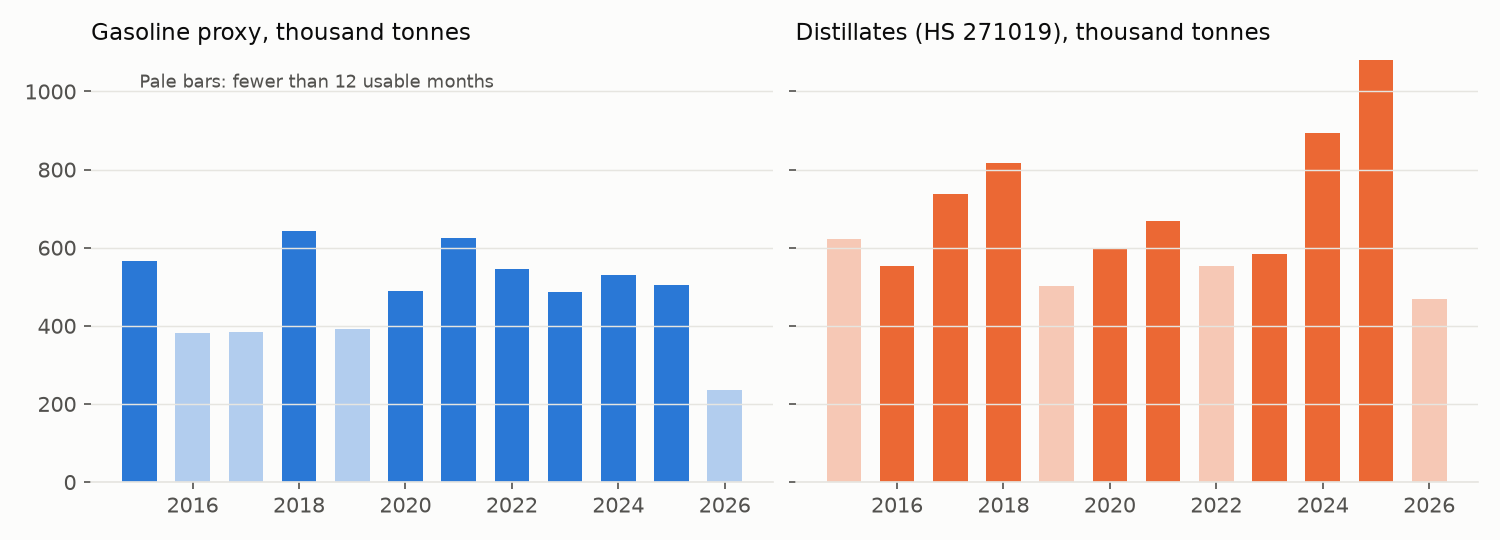 Gasoline proxy, thousand tonnes
Pale bars: fewer than 12 usable months
1000
800
600
400
200
0
2016 2018 2020 2022 2024 2026
Distillates (HS 271019), thousand tonnes
2016 2018 2020 2022 2024 2026